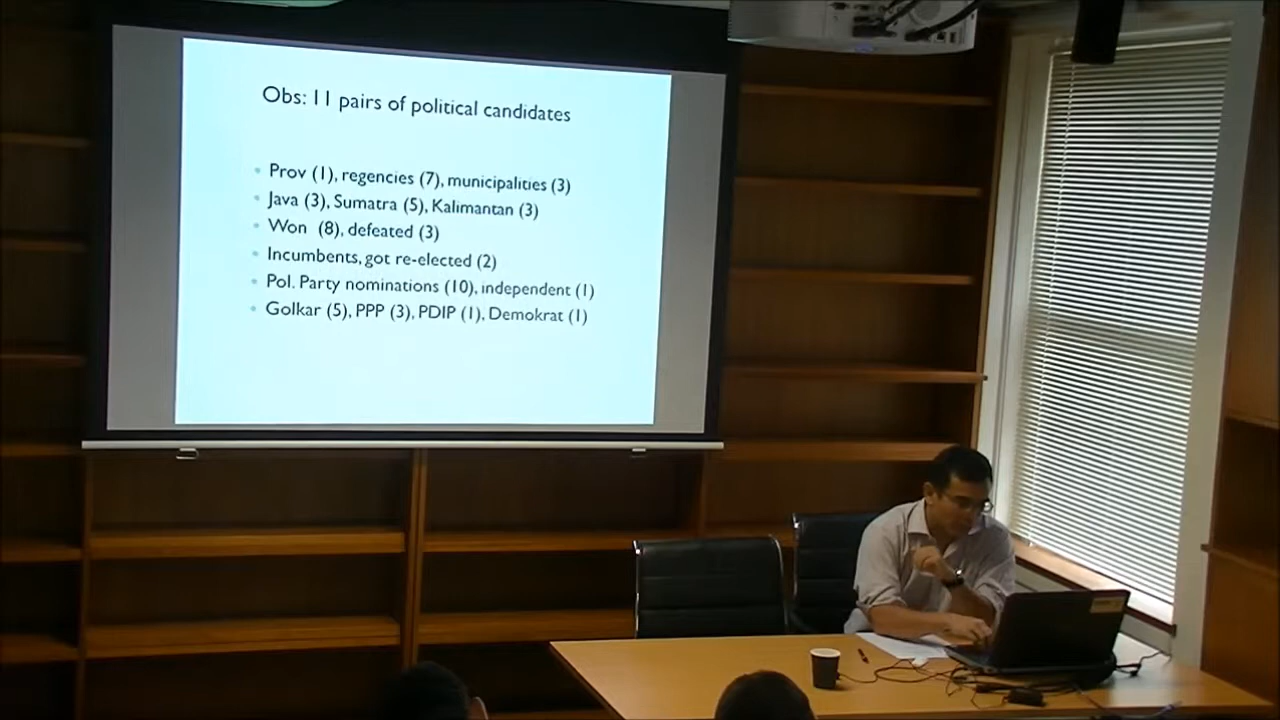 Obs: 11 pairs of political candidates
Prov (1), regencies (7), municipalities (3)
Java (3), Sumatra (5), Kalimantan (3)
Won (8), defeated (3)
Incumbents, got re-elected (2)
Pol. Party nominations (10), independent (1)
Golkar (5), PPP (3), PDIP (1), Demokrat (1)